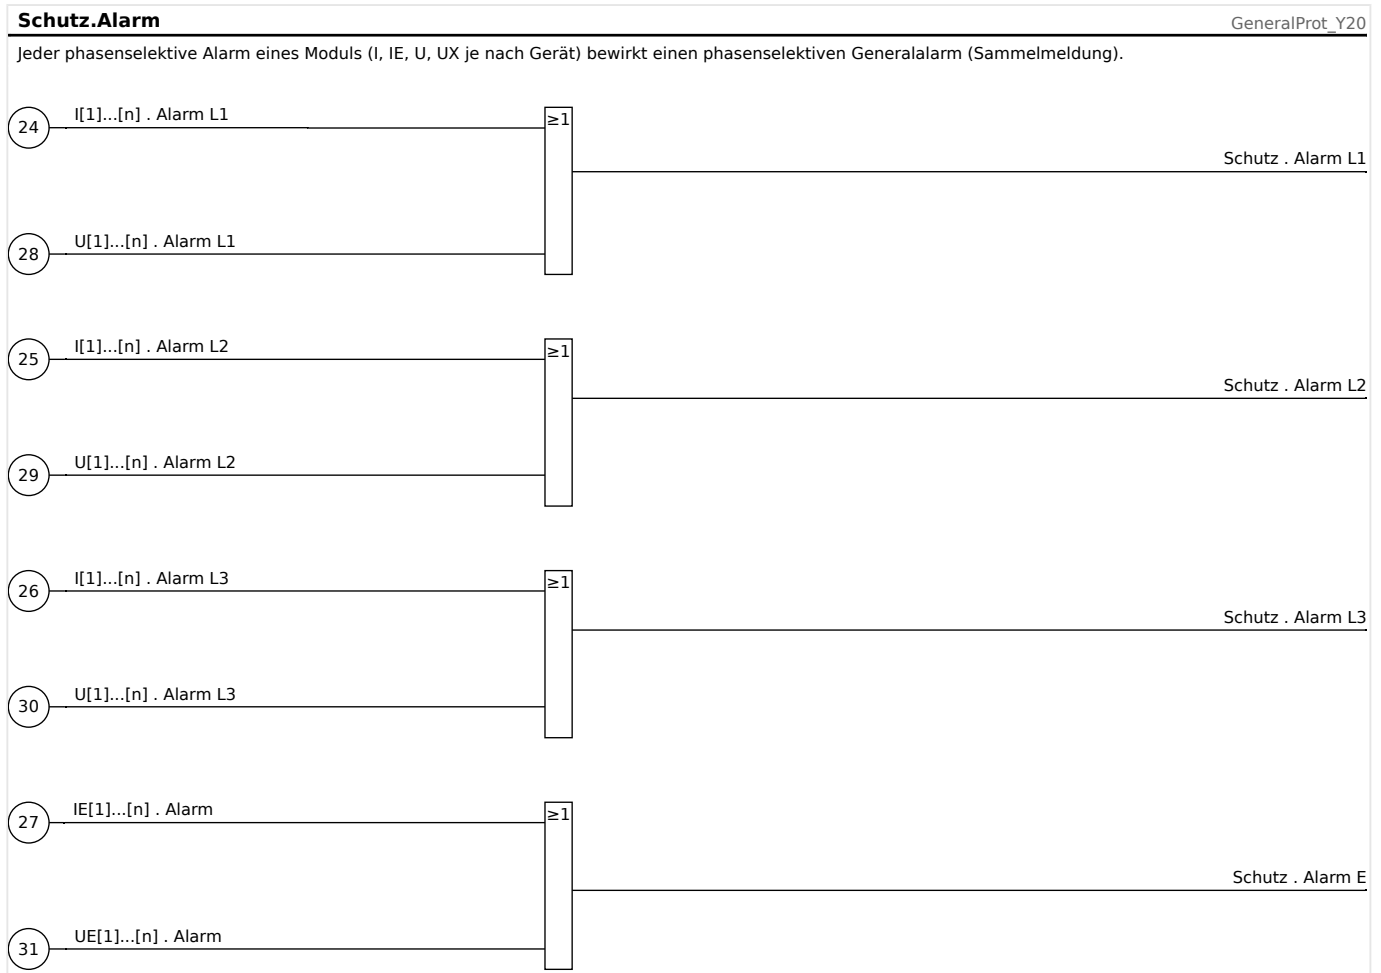 Schutz.Alarm
GeneralProt_Y20
Jeder phasenselektive Alarm eines Moduls (I, IE, U, UX je nach Gerät) bewirkt einen phasenselektiven Generalalarm (Sammelmeldung).
24
I[1]...[n] . Alarm L1
≥1
Schutz . Alarm L1
28
U[1]...[n] . Alarm L1
25
I[1]...[n] . Alarm L2
≥1
Schutz . Alarm L2
29
U[1]...[n] . Alarm L2
26
I[1]...[n] . Alarm L3
≥1
Schutz . Alarm L3
30
U[1]...[n] . Alarm L3
27
IE[1]...[n] . Alarm
≥1
Schutz . Alarm E
31
UE[1]...[n] . Alarm